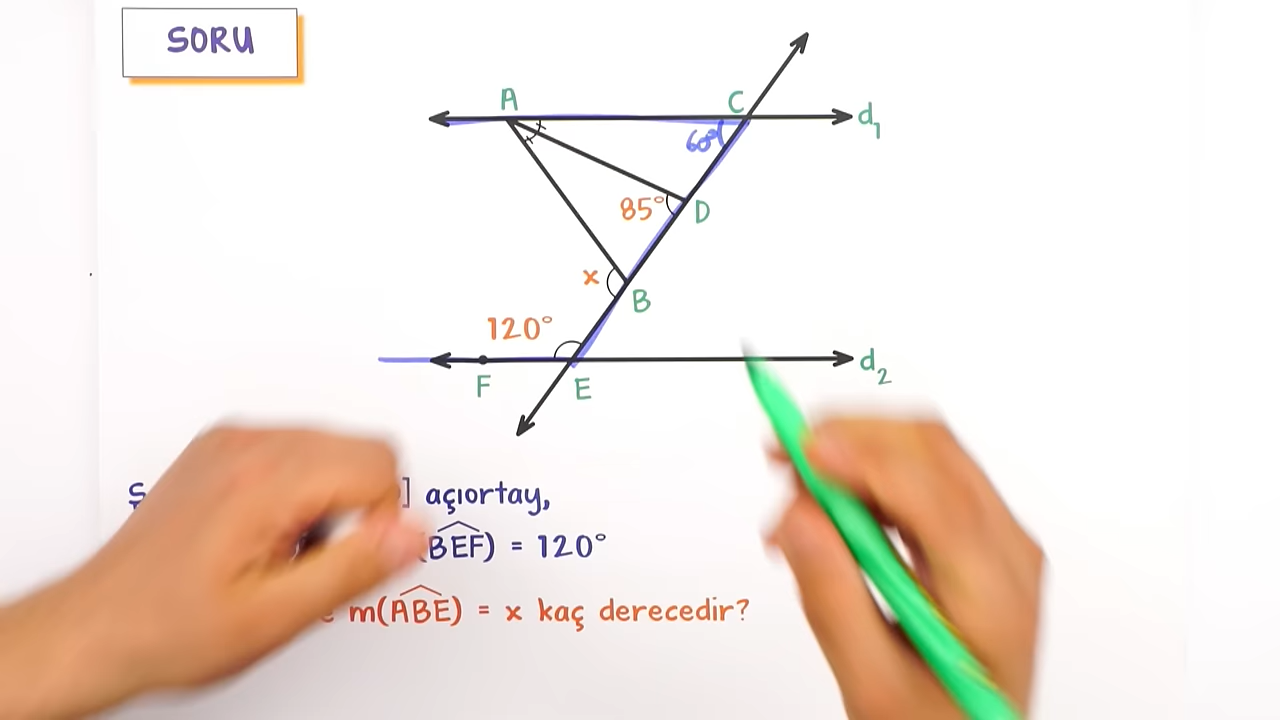 SORU
A
C
d₁
60°
85°
D
x
B
120°
F
E
d₂
] açıortay,
(BEF) = 120°
m(ABE) = x kaç derecedir?